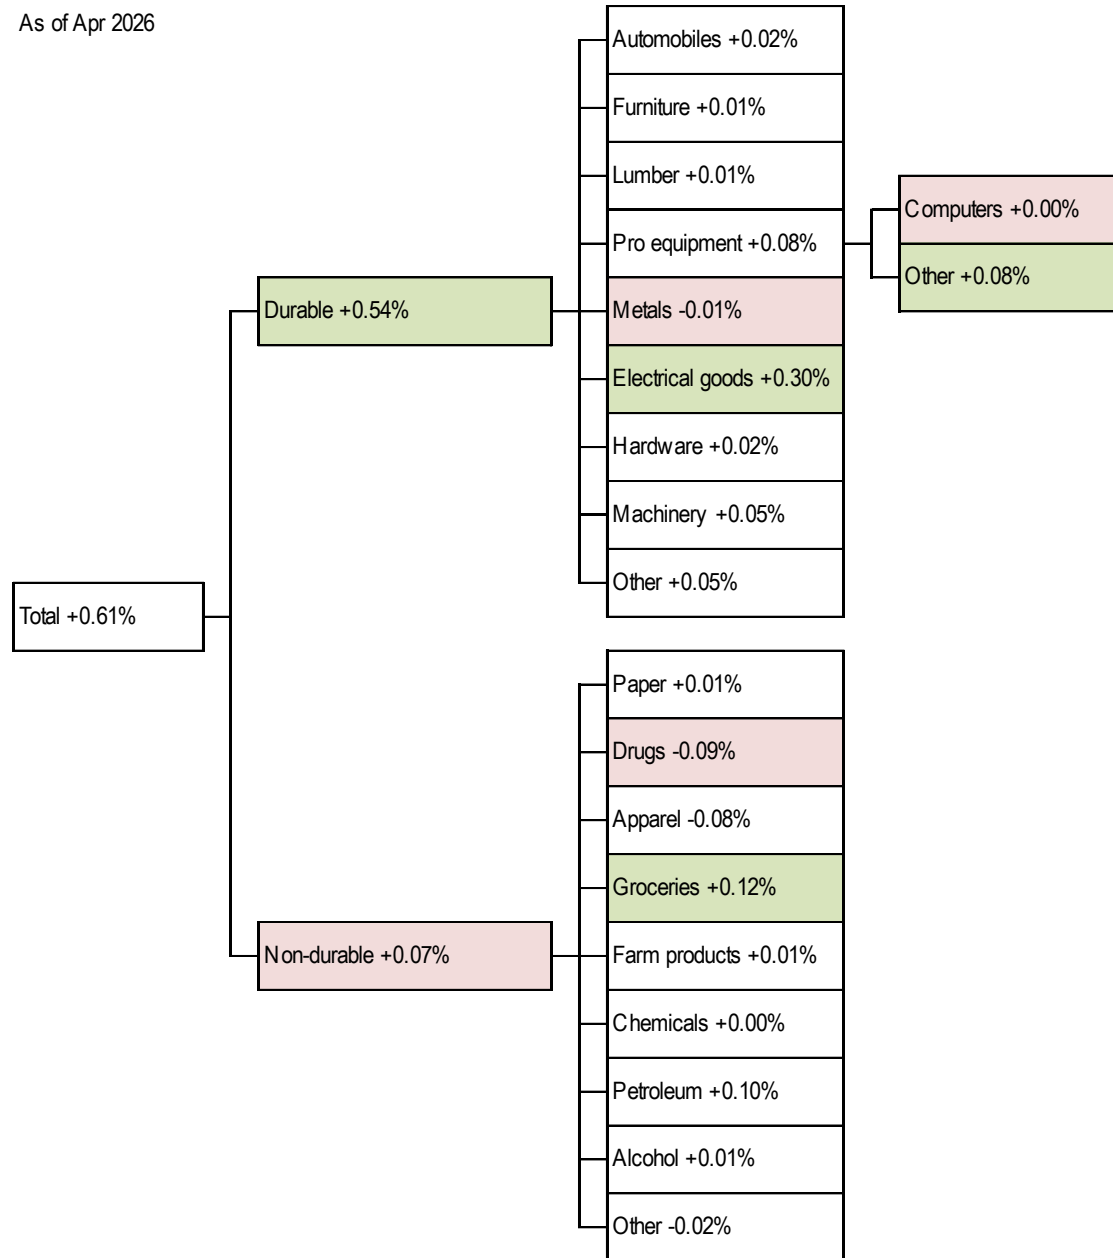 As of Apr 2026
Automobiles +0.02%
Furniture +0.01%
Lumber +0.01%
Pro equipment +0.08%
Computers +0.00%
Other +0.08%
Durable +0.54%
Metals -0.01%
Electrical goods +0.30%
Hardware +0.02%
Machinery +0.05%
Other +0.05%
Total +0.61%
Paper +0.01%
Drugs -0.09%
Apparel -0.08%
Groceries +0.12%
Non-durable +0.07%
Farm products +0.01%
Chemicals +0.00%
Petroleum +0.10%
Alcohol +0.01%
Other -0.02%